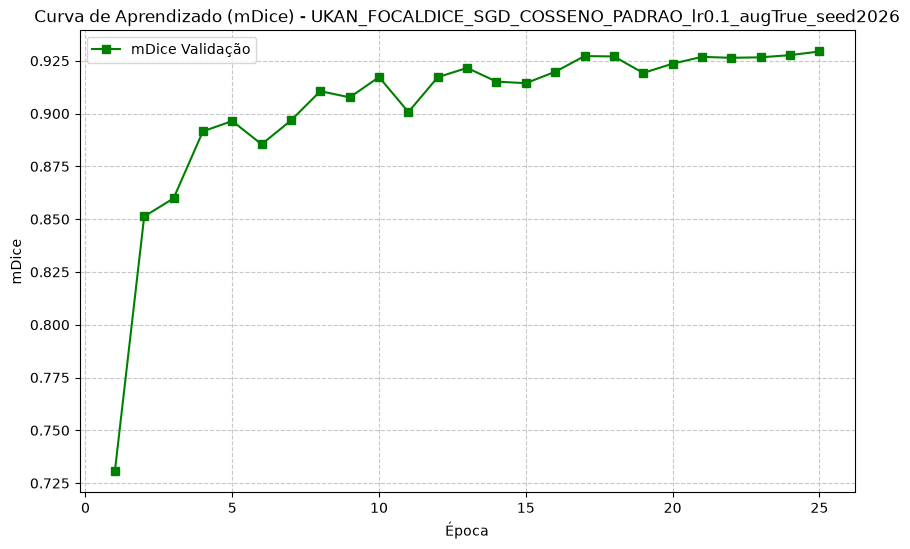 Curva de Aprendizado (mDice) - UKAN_FOCALDICE_SGD_COSSENO_PADRAO_lr0.1_augTrue_seed2026
mDice Validação
0.925
0.900
0.875
0.850
0.825
0.800
0.775
0.750
0.725
mDice
0 5 10 15 20 25
Época